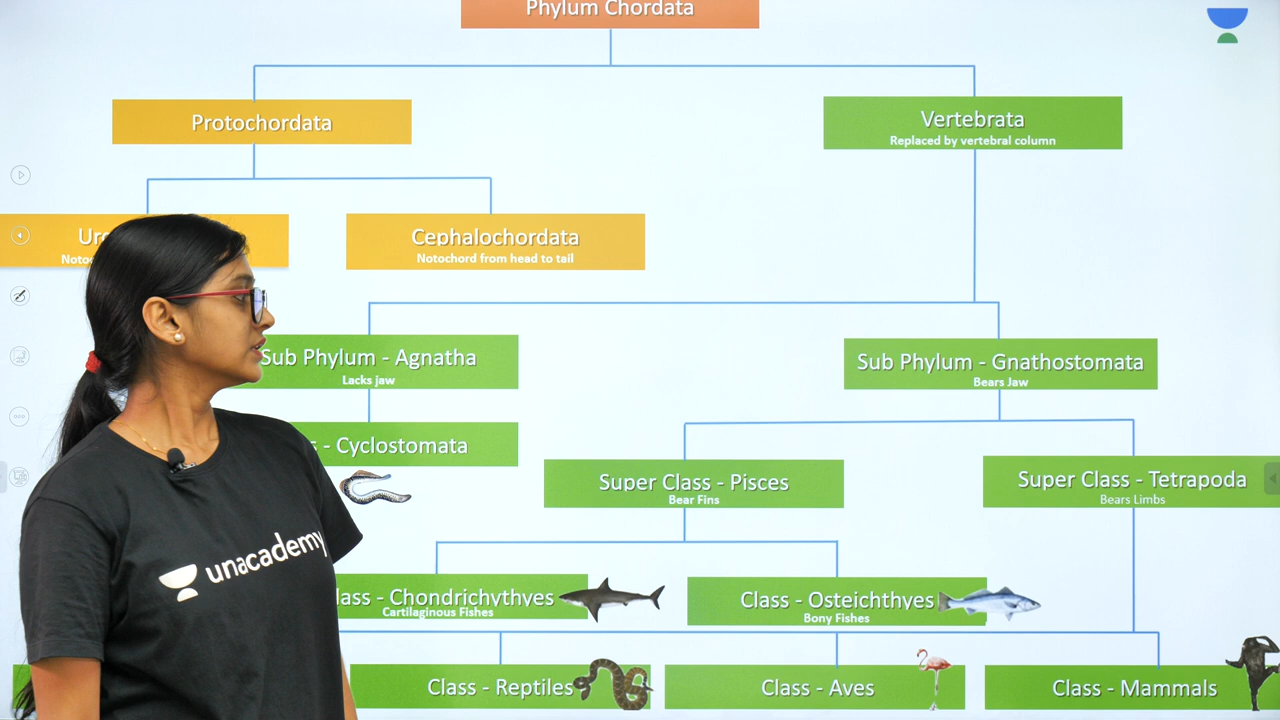 Phylum Chordata
Protochordata
Vertebrata
Replaced by vertebral column
Cephalochordata
Notochord from head to tail
Sub Phylum - Agnatha
Lacks jaw
Sub Phylum - Gnathostomata
Bears Jaw
- Cyclostomata
Super Class - Pisces
Bear Fins
Super Class - Tetrapoda
Bears Limbs
- Chondrichythyes
Cartilaginous Fishes
Class - Osteichthyes
Bony Fishes
Class - Reptiles
Class - Aves
Class - Mammals
unacademy